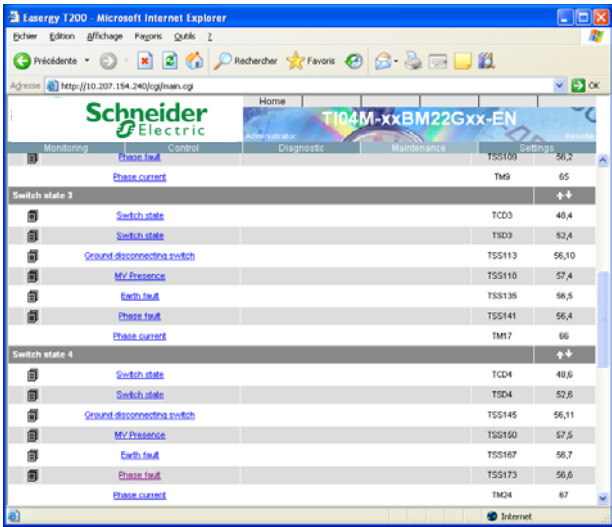 Easergy T200 - Microsoft Internet Explorer
Fichier Edition Affichage Favoris Outils ?
Précédente Rechercher Favoris
Adresse http://10.207.154.240/cgi/main.cgi OK
Home
Schneider Electric
TI04M-xxBM22Gxx-EN
Administrator Remote
Monitoring Control Diagnostic Maintenance Settings
Phase fault TSS109 56,2
Phase current TM9 65
Switch state 3
Switch state TCD3 48,4
Switch state TSD3 52,4
Ground disconnecting switch TSS113 56,10
MV Presence TSS118 57,4
Earth fault TSS135 56,5
Phase fault TSS141 56,4
Phase current TM17 66
Switch state 4
Switch state TCD4 48,6
Switch state TSD4 52,6
Ground disconnecting switch TSS145 56,11
MV Presence TSS150 57,5
Earth fault TSS167 56,7
Phase fault TSS173 56,6
Phase current TM24 67
Internet